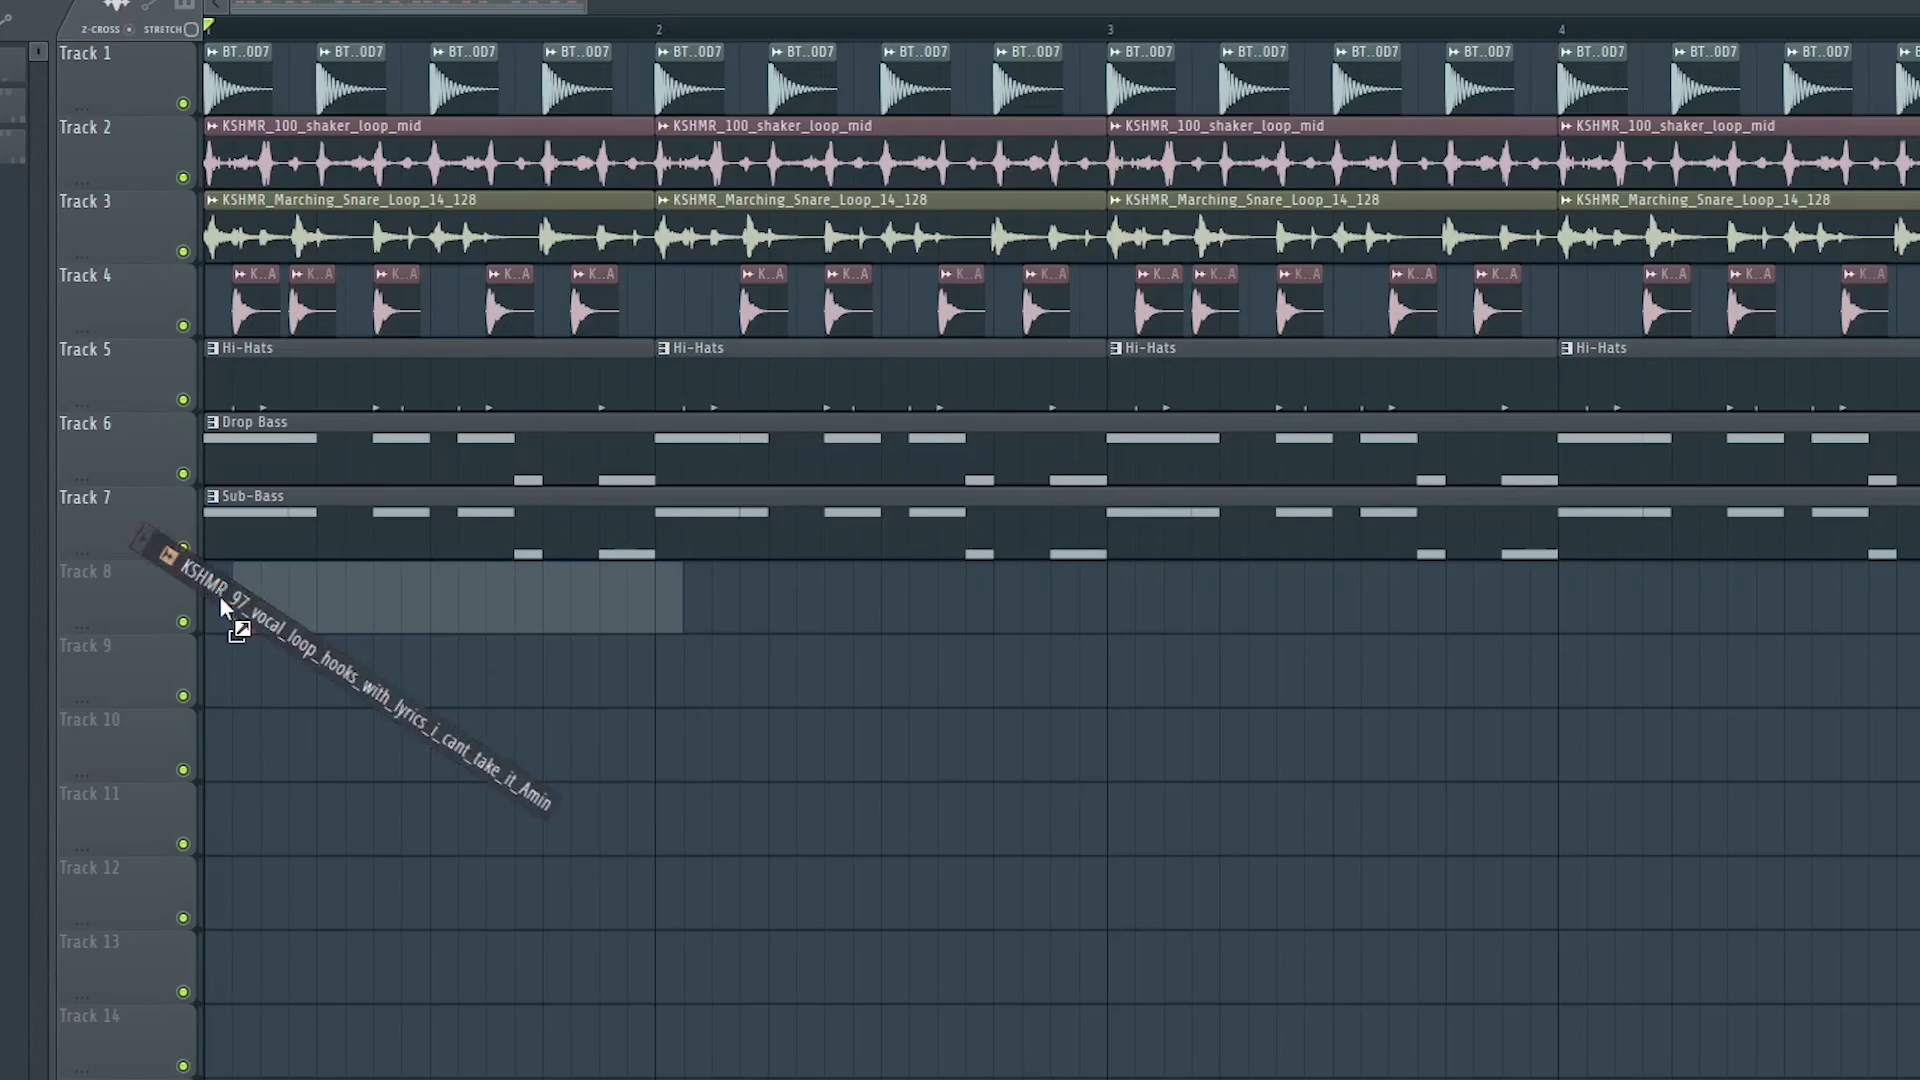 Z-CROSS STRETCH
2 3 4
Track 1
BT..0D7 BT..0D7 BT..0D7 BT..0D7 BT..0D7 BT..0D7 BT..0D7 BT..0D7 BT..0D7 BT..0D7 BT..0D7 BT..0D7 BT..0D7 BT..0D7 BT..0D7
Track 2
KSHMR_100_shaker_loop_mid KSHMR_100_shaker_loop_mid KSHMR_100_shaker_loop_mid KSHMR_100_shaker_loop_mid
Track 3
KSHMR_Marching_Snare_Loop_14_128 KSHMR_Marching_Snare_Loop_14_128 KSHMR_Marching_Snare_Loop_14_128 KSHMR_Marching_Snare_Loop_14_128
Track 4
K..A K..A K..A K..A K..A K..A K..A K..A K..A K..A K..A K..A K..A K..A K..A K..A K..A
Track 5
Hi-Hats Hi-Hats Hi-Hats Hi-Hats
Track 6
Drop Bass
Track 7
Sub-Bass
KSHMR_97_vocal_loop_hooks_with_lyrics_i_cant_take_it_Amin
Track 8
Track 9
Track 10
Track 11
Track 12
Track 13
Track 14